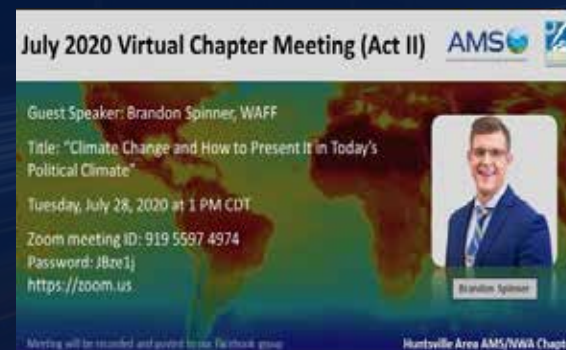 July 2020 Virtual Chapter Meeting (Act II)
AMS
Guest Speaker: Brandon Spinner, WAFF
Title: "Climate Change and How to Present It in Today's
Political Climate"
Tuesday, July 28, 2020 at 1 PM CDT
Zoom meeting ID: 919 5597 4974
Password: JBze1j
https://zoom.us
Brandon Spinner
Meeting will be recorded and posted to our Facebook group
Huntsville Area AMS/NWA Chapt